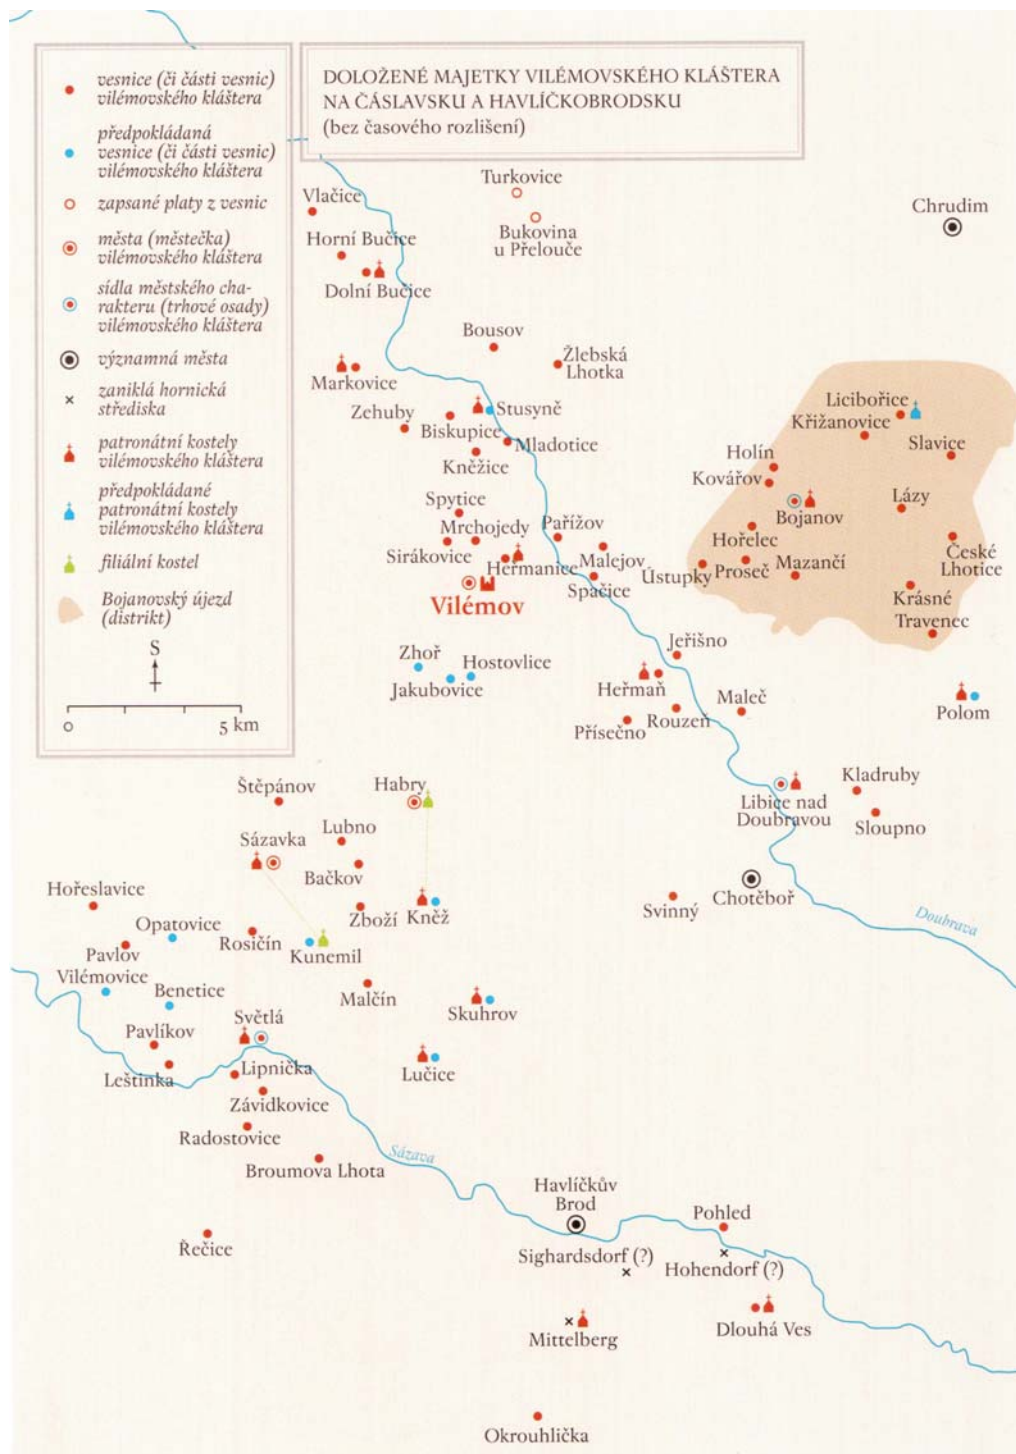 vesnice (či části vesnic)
vilémovského kláštera
předpokládaná
vesnice (či části vesnic)
vilémovského kláštera
zapsané platy z vesnic
města (městečka)
vilémovského kláštera
sídla městského cha-
rakteru (trhové osady)
vilémovského kláštera
významná města
zaniklá hornická
střediska
patronátní kostely
vilémovského kláštera
předpokládané
patronátní kostely
vilémovského kláštera
filiální kostel
Bojanovský újezd
(distrikt)
S
0
5 km
DOLOŽENÉ MAJETKY VILÉMOVSKÉHO KLÁŠTERA
NA ČÁSLAVSKU A HAVLÍČKOBRODSKU
(bez časového rozlišení)
Turkovice
Vlačice
Chrudim
Bukovina
u Přelouče
Horní Bučice
Dolní Bučice
Bousov
Žlebská
Lhotka
Markovice
Licibořice
Zehuby
Stusyně
Křižanovice
Biskupice
Mladotice
Slavice
Kněžice
Holín
Kovářov
Spytice
Lázy
Bojanov
Mrchojedy
Pařížov
Hořelec
Sirákovice
Heřmanice
Malejov
České
Lhotice
Ústupky
Proseč
Mazančí
Spačice
Vilémov
Krásné
Travenec
Jeřišno
Zhoř
Hostovlice
Jakubovice
Heřmaň
Maleč
Polom
Rouzeň
Přísečno
Štěpánov
Habry
Kladruby
Libice nad
Doubravou
Lubno
Sloupno
Sázavka
Bačkov
Hořeslavice
Chotěboř
Zboží
Kněž
Svinný
Doubrava
Opatovice
Rosičín
Kunemil
Pavlov
Vilémovice
Benetice
Malčín
Světlá
Skuhrov
Pavlíkov
Lipnička
Lučice
Leštinka
Závidkovice
Radostovice
Sázava
Broumova Lhota
Havlíčkův
Brod
Pohled
Řečice
Sighardsdorf (?)
Hohendorf (?)
Mittelberg
Dlouhá Ves
Okrouhlička